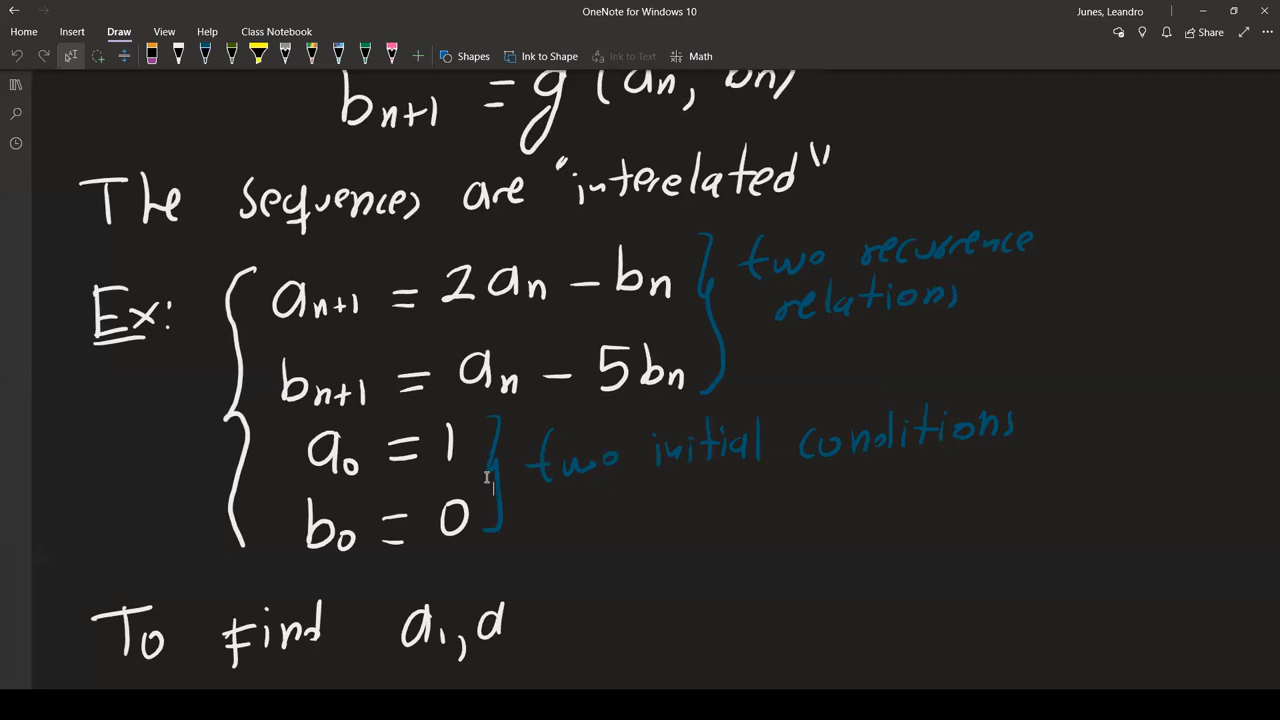 OneNote for Windows 10
Junes, Leandro
Home Insert Draw View Help Class Notebook
Share
Shapes Ink to Shape Ink to Text Math
bn+1 = g (an, bn)
The sequences are "interelated"
Ex: an+1 = 2an - bn two recurrence
relations
bn+1 = an - 5bn
a0 = 1
two initial conditions
b0 = 0
To find a1, a